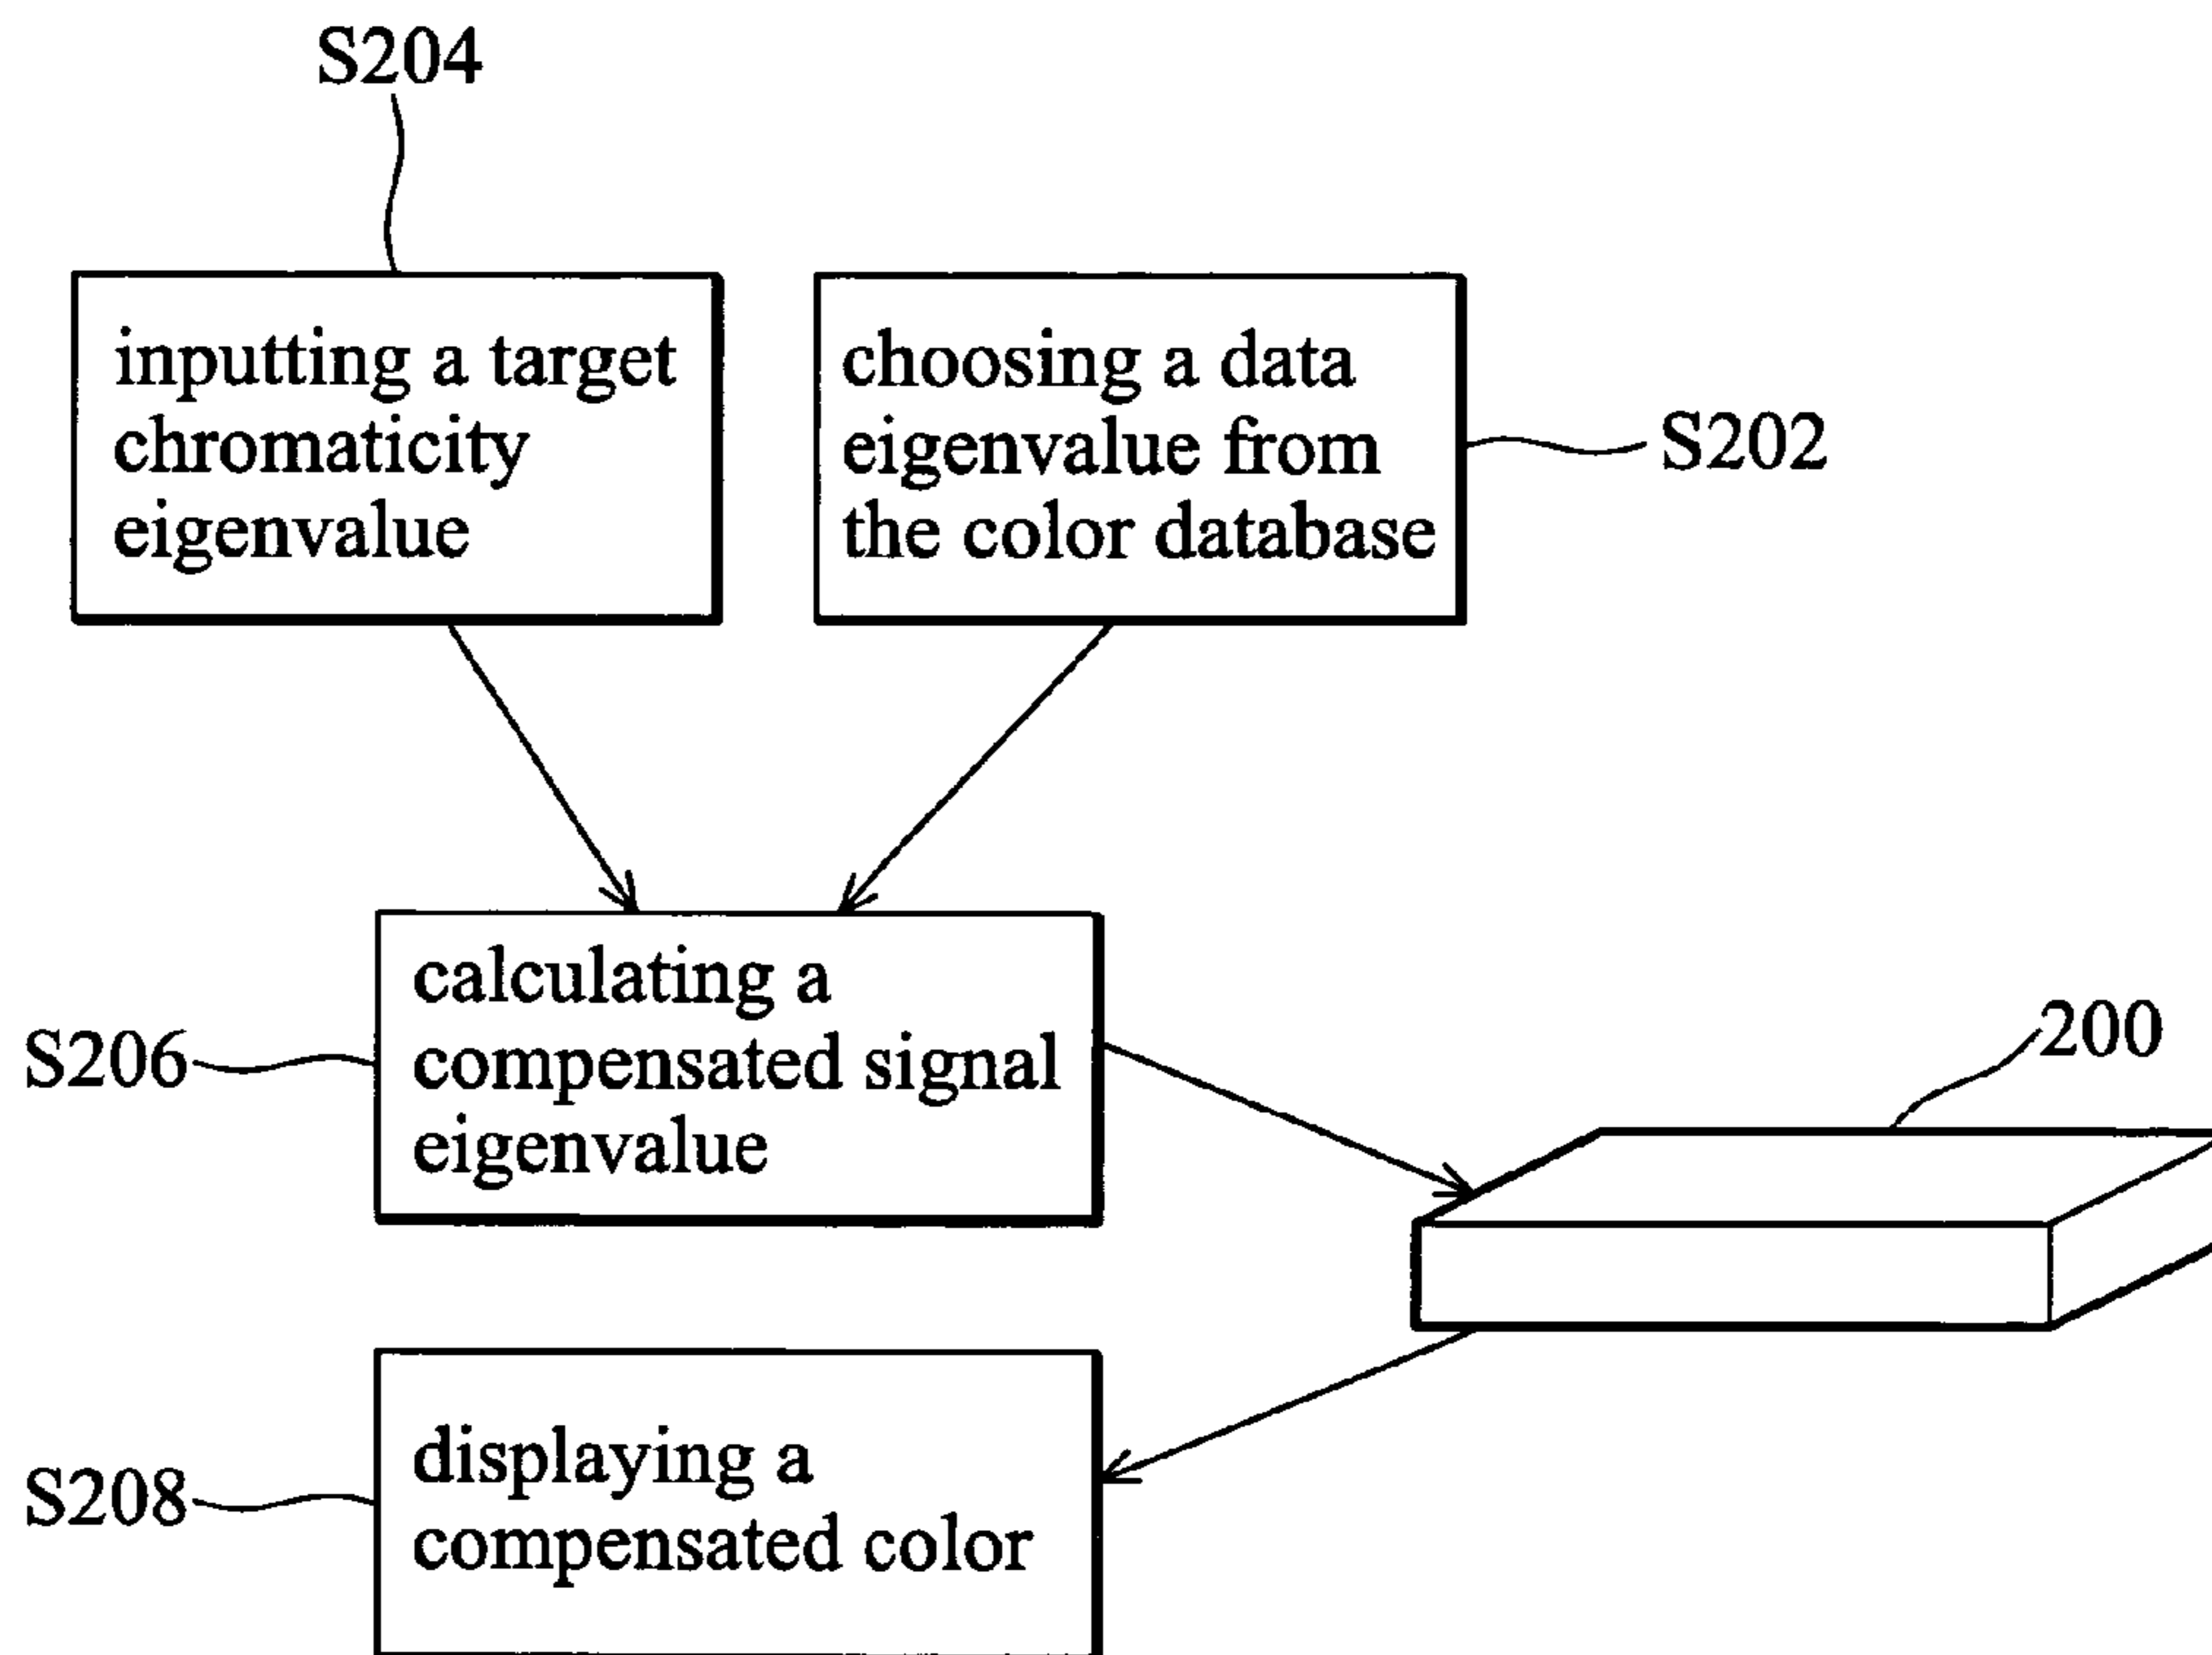 S204
inputting a target
chromaticity
eigenvalue
choosing a data
eigenvalue from
the color database
S202
calculating a
compensated signal
eigenvalue
S206
200
displaying a
compensated color
S208